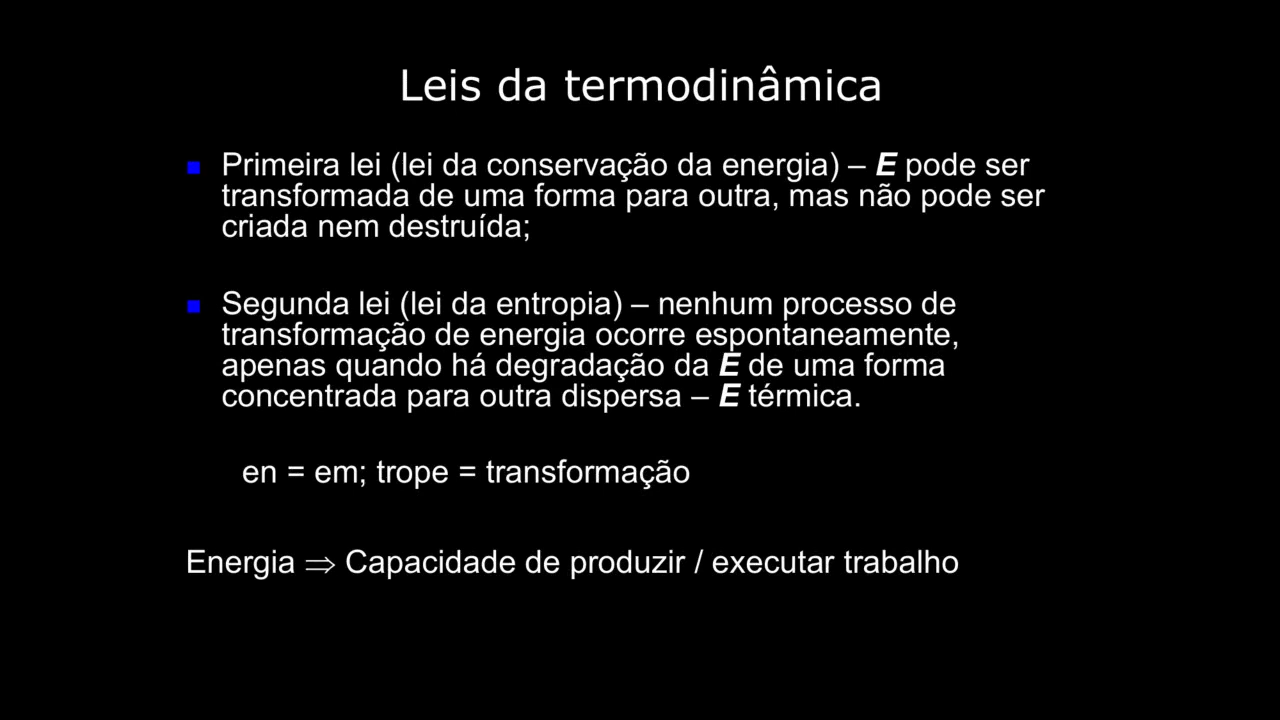 Leis da termodinâmica
Primeira lei (lei da conservação da energia) – E pode ser
transformada de uma forma para outra, mas não pode ser
criada nem destruída;
Segunda lei (lei da entropia) – nenhum processo de
transformação de energia ocorre espontaneamente,
apenas quando há degradação da E de uma forma
concentrada para outra dispersa – E térmica.
en = em; trope = transformação
Energia ⇒ Capacidade de produzir / executar trabalho